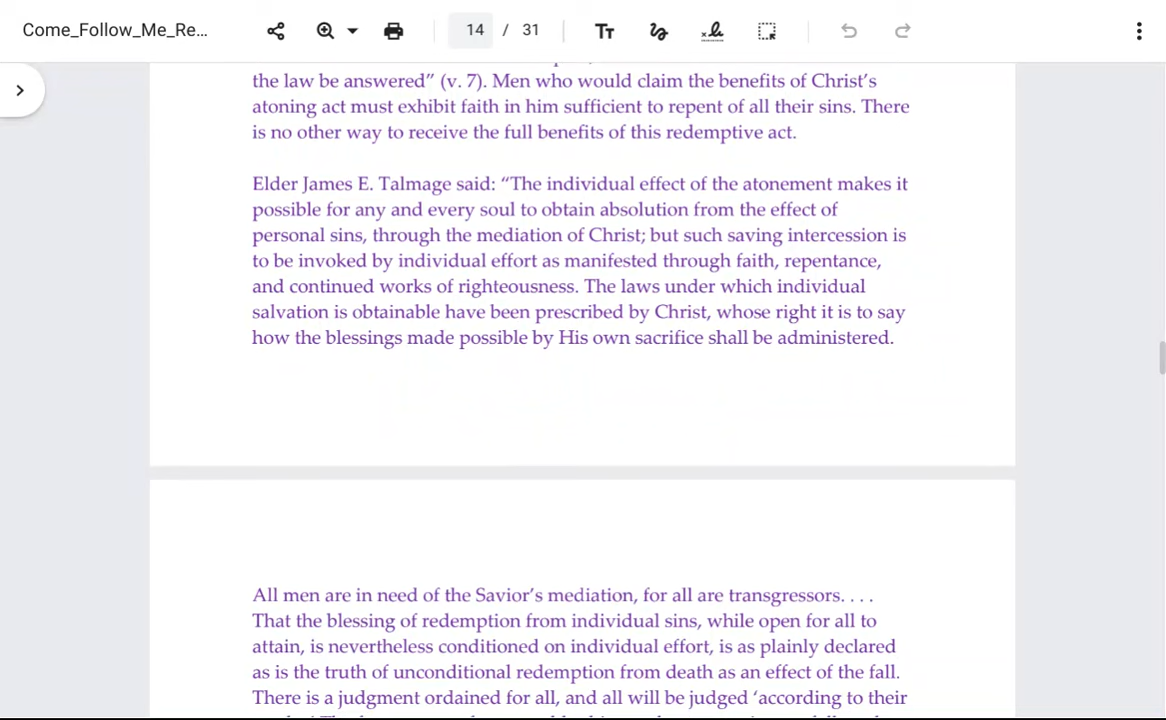 Come_Follow_Me_Re...
14 / 31
the law be answered” (v. 7). Men who would claim the benefits of Christ’s
atoning act must exhibit faith in him sufficient to repent of all their sins. There
is no other way to receive the full benefits of this redemptive act.
Elder James E. Talmage said: “The individual effect of the atonement makes it
possible for any and every soul to obtain absolution from the effect of
personal sins, through the mediation of Christ; but such saving intercession is
to be invoked by individual effort as manifested through faith, repentance,
and continued works of righteousness. The laws under which individual
salvation is obtainable have been prescribed by Christ, whose right it is to say
how the blessings made possible by His own sacrifice shall be administered.
All men are in need of the Savior’s mediation, for all are transgressors. . . .
That the blessing of redemption from individual sins, while open for all to
attain, is nevertheless conditioned on individual effort, is as plainly declared
as is the truth of unconditional redemption from death as an effect of the fall.
There is a judgment ordained for all, and all will be judged ‘according to their